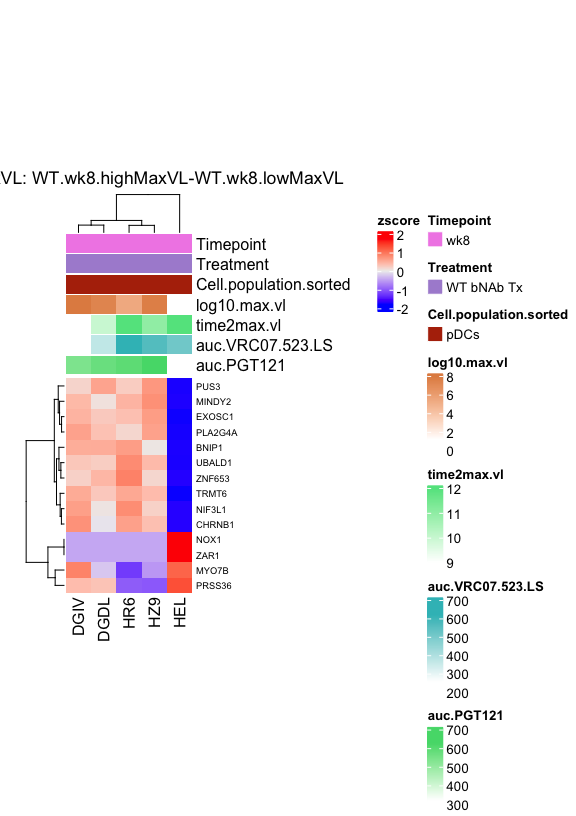 VL: WT.wk8.highMaxVL-WT.wk8.lowMaxVL
Timepoint
Treatment
Cell.population.sorted
log10.max.vl
time2max.vl
auc.VRC07.523.LS
auc.PGT121
PUS3
MINDY2
EXOSC1
PLA2G4A
BNIP1
UBALD1
ZNF653
TRMT6
NIF3L1
CHRNB1
NOX1
ZAR1
MYO7B
PRSS36
DGIV
DGDL
HR6
HZ9
HEL
zscore
2
1
0
-1
-2
Timepoint
wk8
Treatment
WT bNAb Tx
Cell.population.sorted
pDCs
log10.max.vl
8
6
4
2
0
time2max.vl
12
11
10
9
auc.VRC07.523.LS
700
600
500
400
300
200
auc.PGT121
700
600
500
400
300